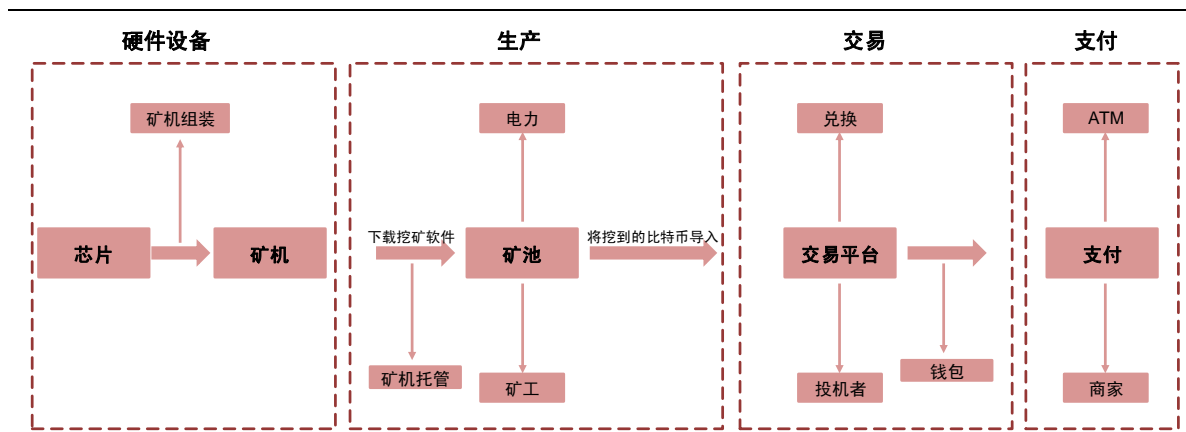 硬件设备
生产
交易
支付
矿机组装
电力
兑换
ATM
下载挖矿软件
将挖到的比特币导入
芯片
矿机
矿池
交易平台
支付
矿机托管
矿工
投机者
钱包
商家